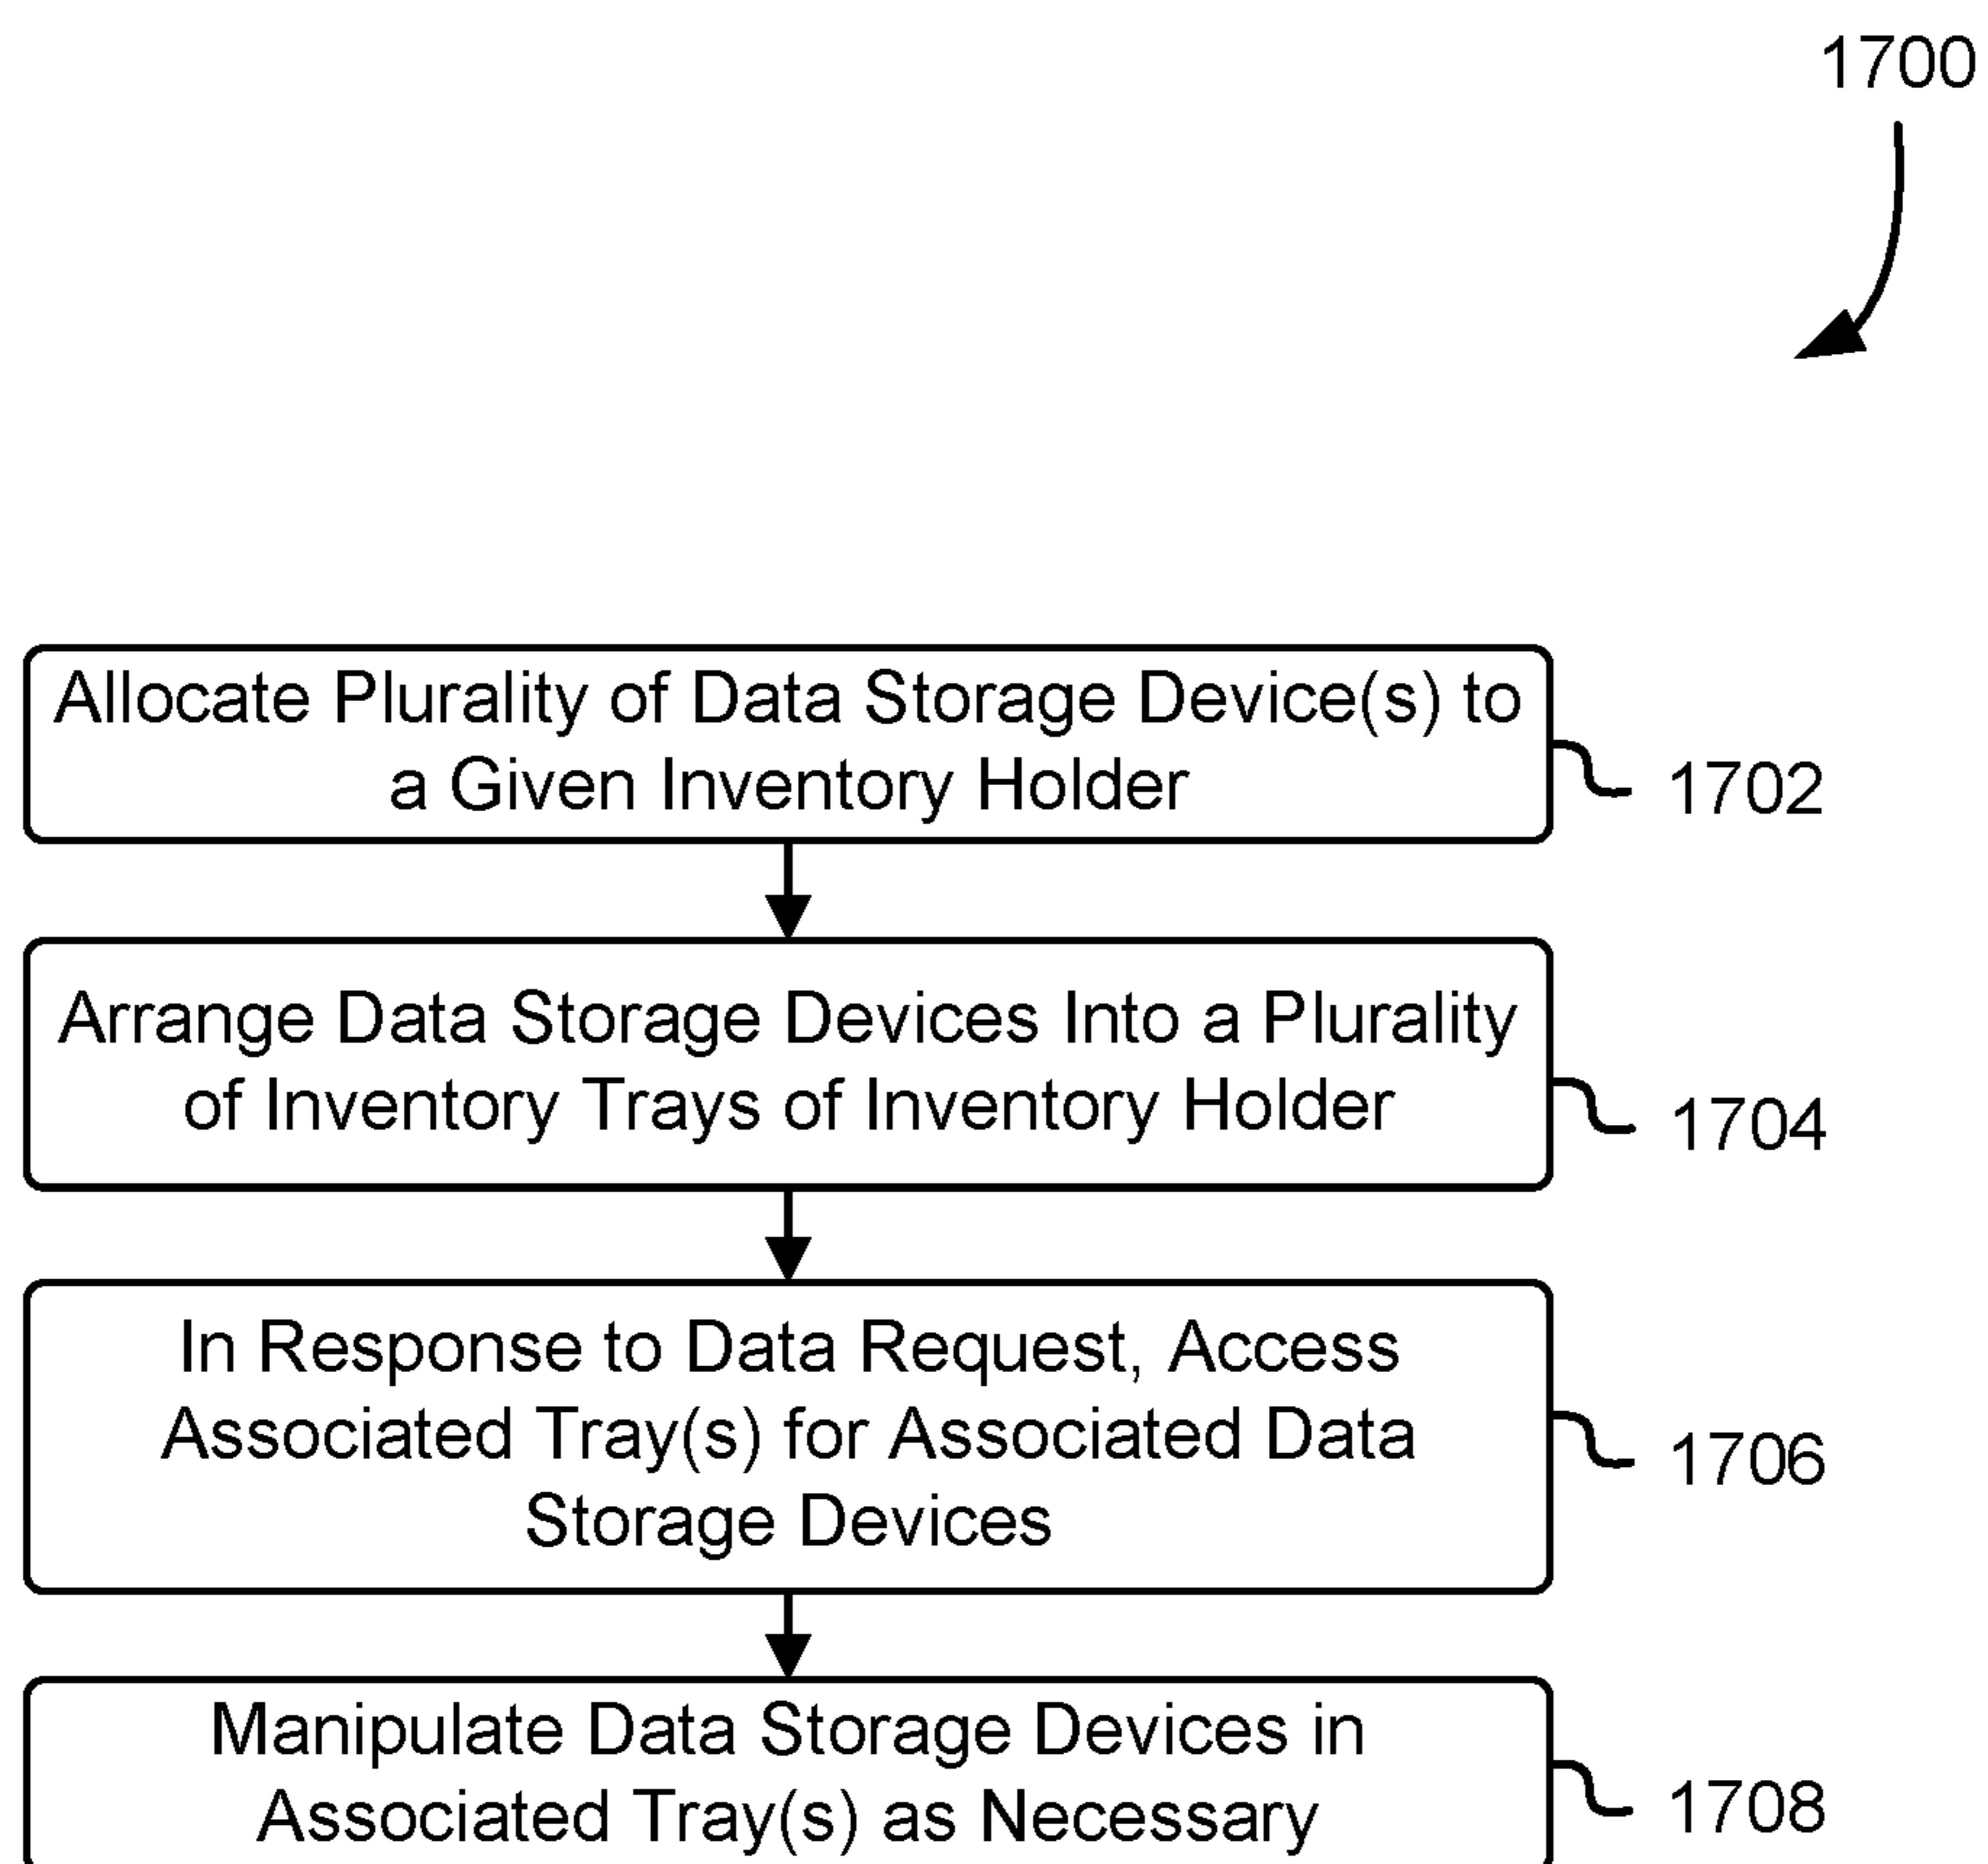 1700
Allocate Plurality of Data Storage Device(s) to
a Given Inventory Holder
1702
Arrange Data Storage Devices Into a Plurality
of Inventory Trays of Inventory Holder
1704
In Response to Data Request, Access
Associated Tray(s) for Associated Data
Storage Devices
1706
Manipulate Data Storage Devices in
Associated Tray(s) as Necessary
1708